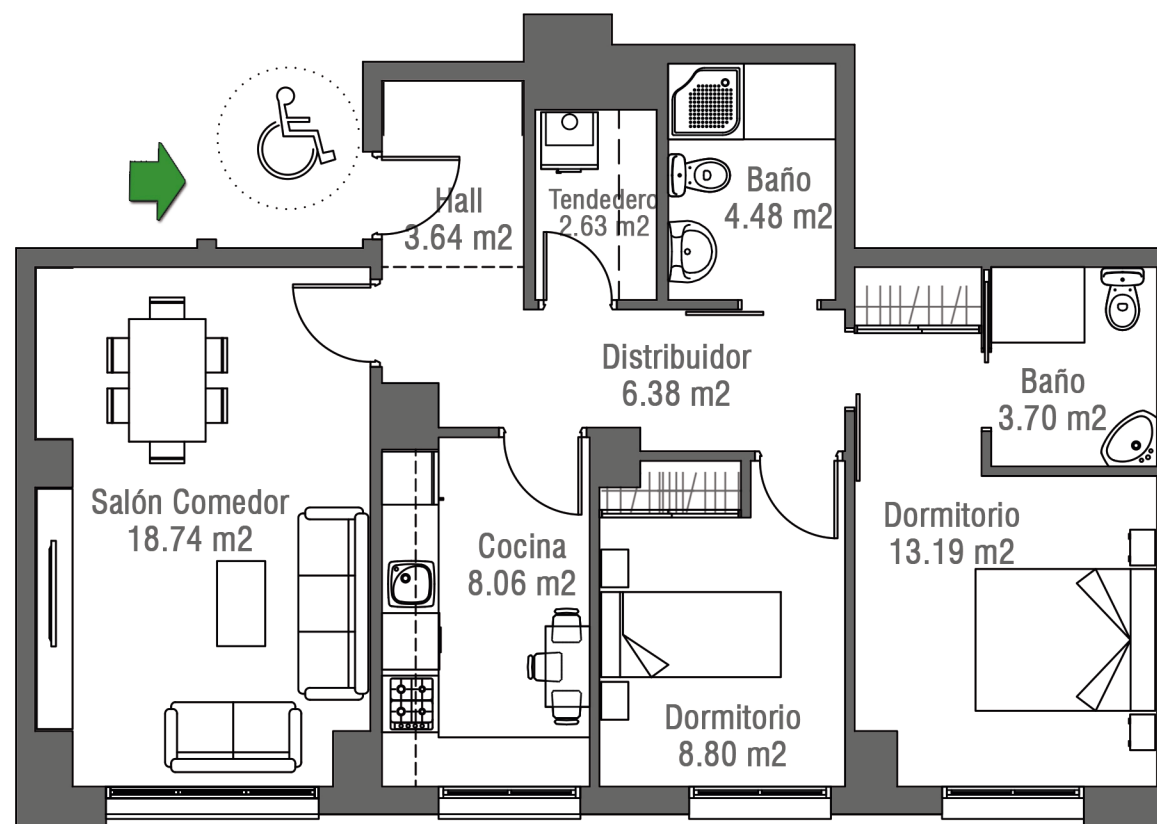 Hall
3.64 m2
Tendedero
2.63 m2
Baño
4.48 m2
Distribuidor
6.38 m2
Baño
3.70 m2
Salón Comedor
18.74 m2
Cocina
8.06 m2
Dormitorio
13.19 m2
Dormitorio
8.80 m2